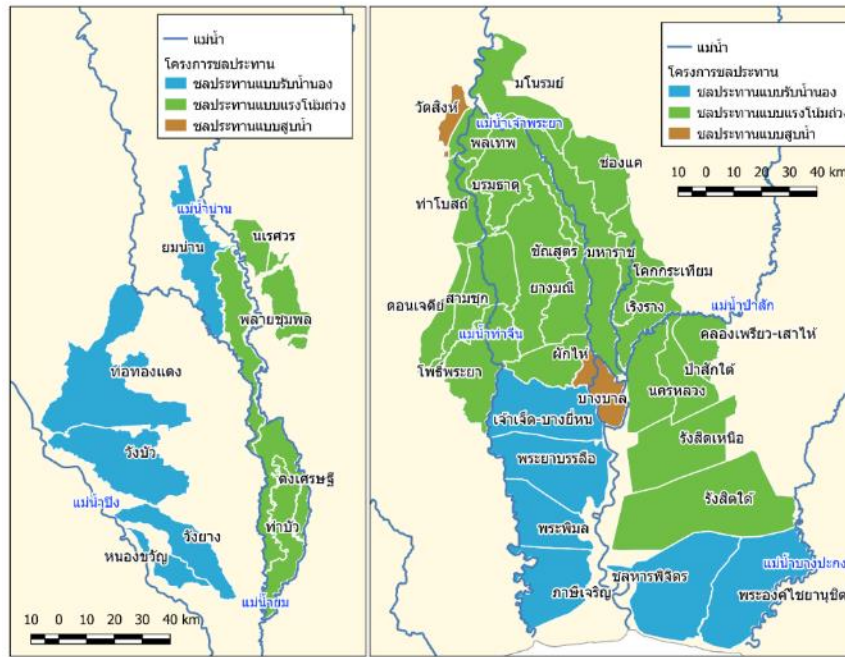 แม่น้ำ
โครงการชลประทาน
ชลประทานแบบรับน้ำนอง
ชลประทานแบบแรงโน้มถ่วง
ชลประทานแบบสูบน้ำ
แม่น้ำน่าน
ยมน่าน
นเรศวร
พลายชุมพล
ท่อทองแดง
วังบัว
ดงเศรษฐี
แม่น้ำปิง
ท่าบัว
วังยาง
หนองขวัญ
แม่น้ำยม
10 0 10 20 30 40 km
แม่น้ำ
โครงการชลประทาน
ชลประทานแบบรับน้ำนอง
ชลประทานแบบแรงโน้มถ่วง
ชลประทานแบบสูบน้ำ
10 0 10 20 30 40 km
มโนรมย์
วัดสิงห์
แม่น้ำเจ้าพระยา
พลเทพ
ช่องแค
บรมธาตุ
ท่าโบสถ์
ชัณสูตร
มหาราช
โคกกระเทียม
ยางมณี
สามชุก
ดอนเจดีย์
เริงราง
แม่น้ำป่าสัก
แม่น้ำท่าจีน
คลองเพรียว-เสาไห้
ผักไห่
โพธิ์พระยา
ป่าสักใต้
นครหลวง
บางบาล
เจ้าเจ็ด-บางยี่หน
รังสิตเหนือ
พระยาบรรลือ
รังสิตใต้
พระพิมล
แม่น้ำบางปะกง
ชลหารพิจิตร
ภาษีเจริญ
พระองค์ไชยานุชิต